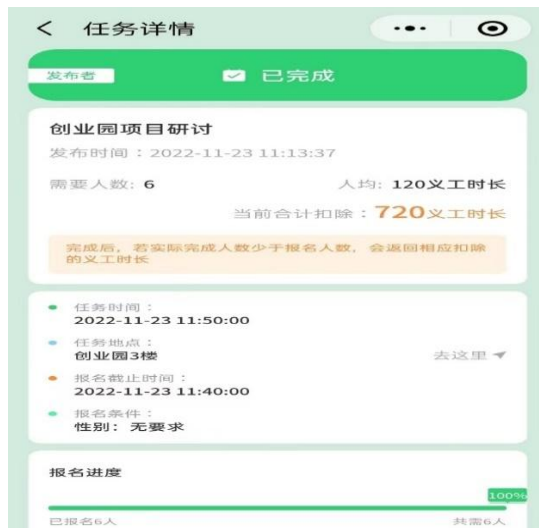 任务详情
发布者
已完成
创业园项目研讨
发布时间：2022-11-23 11:13:37
需要人数: 6
人均: 120义工时长
当前合计扣除：720义工时长
完成后，若实际完成人数少于报名人数，会返回相应扣除
的义工时长
任务时间：
2022-11-23 11:50:00
任务地点：
创业园3楼
去这里
报名截止时间：
2022-11-23 11:40:00
报名条件：
性别：无要求
报名进度
100%
已报名6人
共需6人